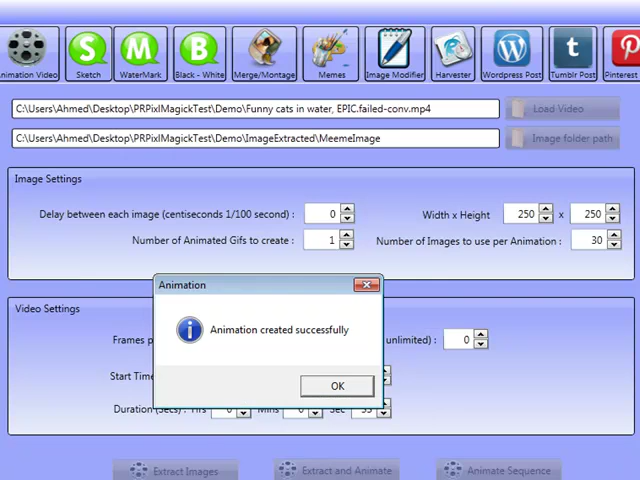 nimation Video
Sketch
WaterMark
Black - White
Merge/Montage
Memes
Image Modifier
Harvester
Wordpress Post
Tumblr Post
Pinterest
C:\Users\Ahmed\Desktop\PRPixlMagickTest\Demo\Funny cats in water, EPIC.failed-conv.mp4
Load Video
C:\Users\Ahmed\Desktop\PRPixlMagickTest\Demo\ImageExtracted\MeemeImage
Image folder path
Image Settings
Delay between each image (centiseconds 1/100 second) : 0
Width x Height 250 x 250
Number of Animated Gifs to create : 1
Number of Images to use per Animation : 30
Animation
Video Settings
Animation created successfully
Frames p
unlimited) : 0
Start Time
OK
Duration (Secs) : Hrs 0 Mins 0 Sec 35
Extract Images
Extract and Animate
Animate Sequence